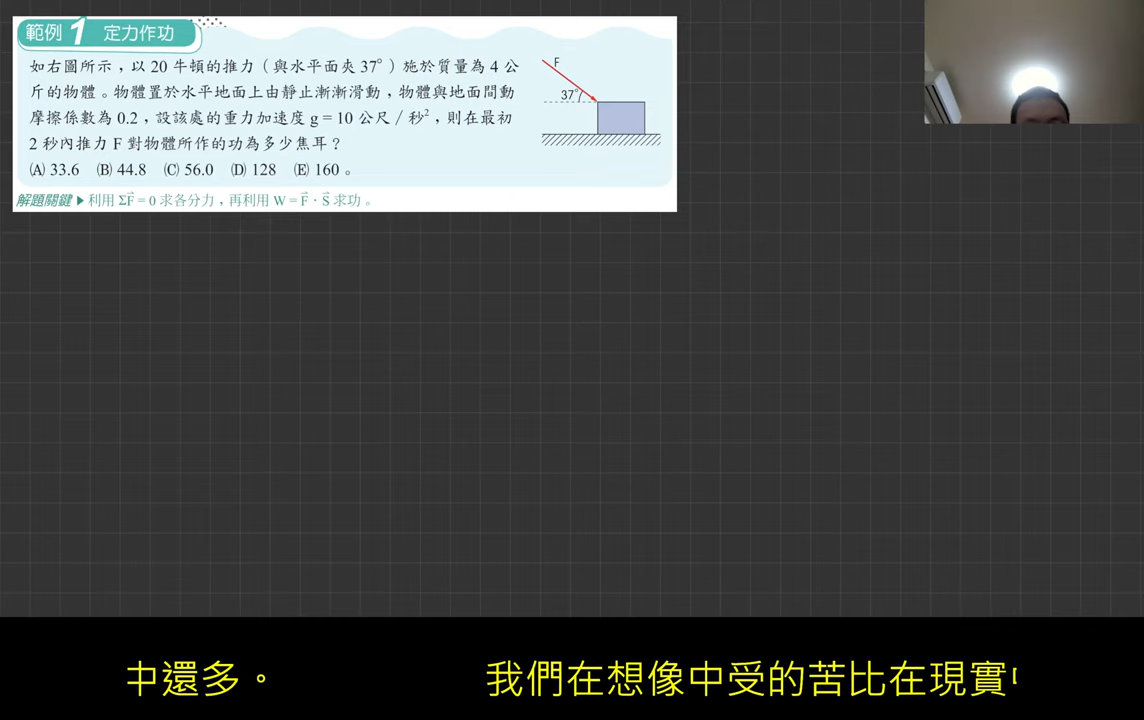 範例 1 定力作功
如右圖所示，以 20 牛頓的推力（與水平面夾 37°）施於質量為 4 公
斤的物體。物體置於水平地面上由靜止漸漸滑動，物體與地面間動
摩擦係數為 0.2，設該處的重力加速度 g = 10 公尺／秒²，則在最初
2 秒內推力 F 對物體所作的功為多少焦耳？
(A) 33.6 (B) 44.8 (C) 56.0 (D) 128 (E) 160。
F
37°
解題關鍵▶利用 ΣF⃗ = 0 求各分力，再利用 W = F⃗ · S⃗ 求功。
中還多。 我們在想像中受的苦比在現實